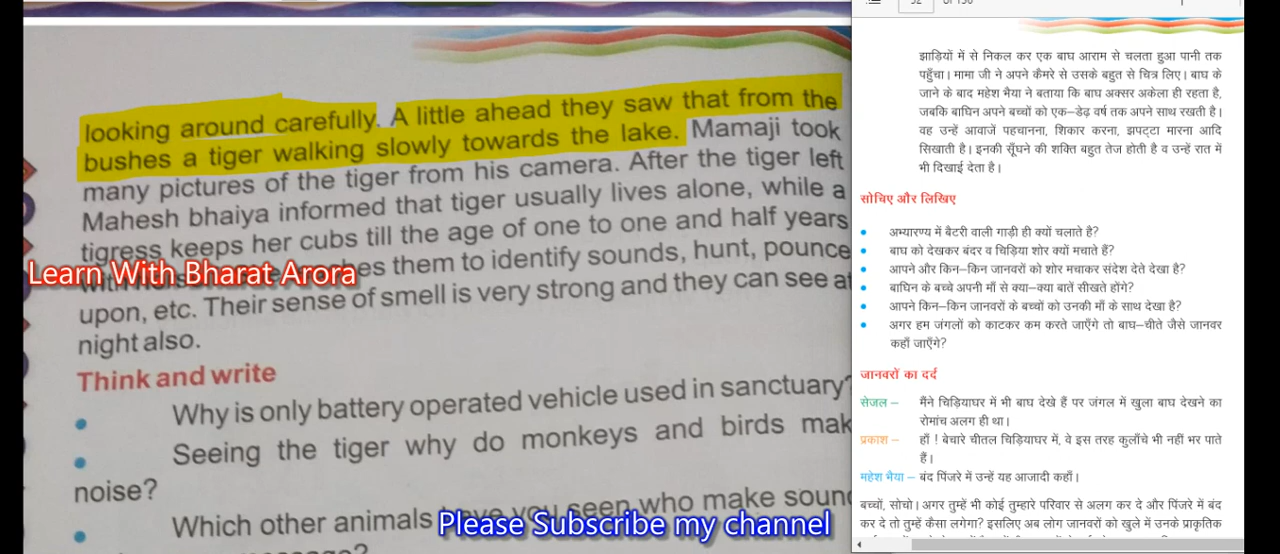 looking around carefully. A little ahead they saw that from the
bushes a tiger walking slowly towards the lake. Mamaji took
many pictures of the tiger from his camera. After the tiger left
Mahesh bhaiya informed that tiger usually lives alone, while a
tigress keeps her cubs till the age of one to one and half years
them to identify sounds, hunt, pounce
Learn With Bharat Arora
upon, etc. Their sense of smell is very strong and they can see at
night also.
Think and write
• Why is only battery operated vehicle used in sanctuary?
• Seeing the tiger why do monkeys and birds mak
noise?
• Which other animals have you seen who make soun
Please Subscribe my channel
झाड़ियों में से निकल कर एक बाघ आराम से चलता हुआ पानी तक
पहुँचा। मामा जी ने अपने कैमरे से उसके बहुत से चित्र लिए। बाघ के
जाने के बाद महेश भैया ने बताया कि बाघ अक्सर अकेला ही रहता है,
जबकि बाघिन अपने बच्चों को एक–डेढ़ वर्ष तक अपने साथ रखती है।
वह उन्हें आवाजें पहचानना, शिकार करना, झपट्टा मारना आदि
सिखाती है। इनकी सूँघने की शक्ति बहुत तेज होती है व उन्हें रात में
भी दिखाई देता है।
सोचिए और लिखिए
• अभ्यारण्य में बैटरी वाली गाड़ी ही क्यों चलाते है?
• बाघ को देखकर बंदर व चिड़िया शोर क्यों मचाते हैं?
• आपने और किन–किन जानवरों को शोर मचाकर संदेश देते देखा है?
• बाघिन के बच्चे अपनी माँ से क्या–क्या बातें सीखते होंगे?
• आपने किन–किन जानवरों के बच्चों को उनकी माँ के साथ देखा है?
• अगर हम जंगलों को काटकर कम करते जाएँगे तो बाघ–चीते जैसे जानवर
कहाँ जाएँगे?
जानवरों का दर्द
सेजल – मैंने चिड़ियाघर में भी बाघ देखे हैं पर जंगल में खुला बाघ देखने का
रोमांच अलग ही था।
प्रकाश – हाँ ! बेचारे चीतल चिड़ियाघर में, वे इस तरह कुलाँचे भी नहीं भर पाते
हैं।
महेश भैया – बंद पिंजरे में उन्हें यह आजादी कहाँ।
बच्चों, सोचो। अगर तुम्हें भी कोई तुम्हारे परिवार से अलग कर दे और पिंजरे में बंद
कर दे तो तुम्हें कैसा लगेगा? इसलिए अब लोग जानवरों को खुले में उनके प्राकृतिक